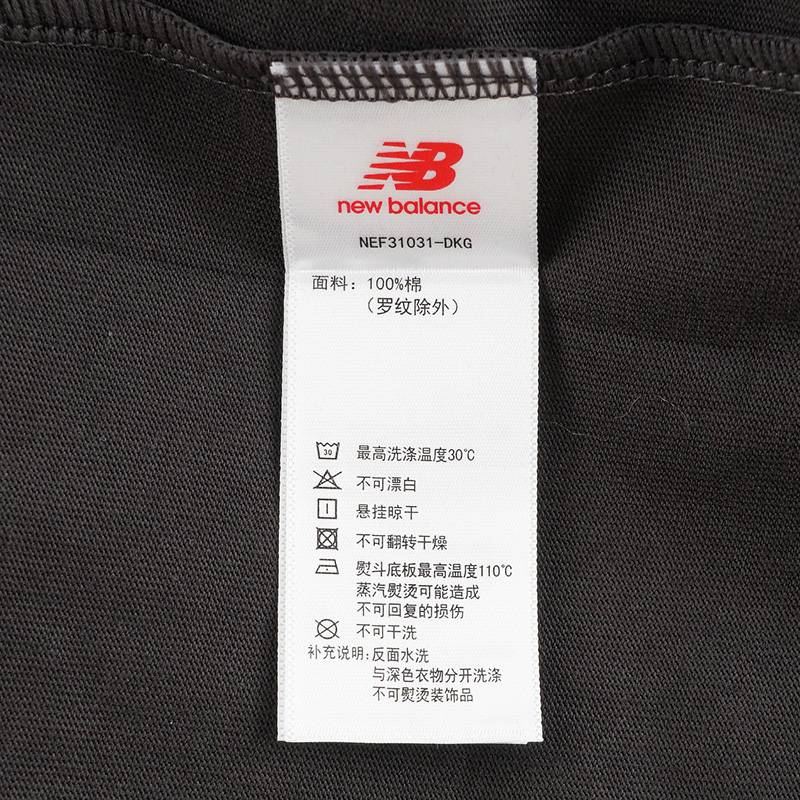 NB
new balance
NEF31031-DKG
面料：100%棉
（罗纹除外）
30
最高洗涤温度30℃
不可漂白
悬挂晾干
不可翻转干燥
熨斗底板最高温度110℃
蒸汽熨烫可能造成
不可回复的损伤
不可干洗
补充说明:反面水洗
与深色衣物分开洗涤
不可熨烫装饰品